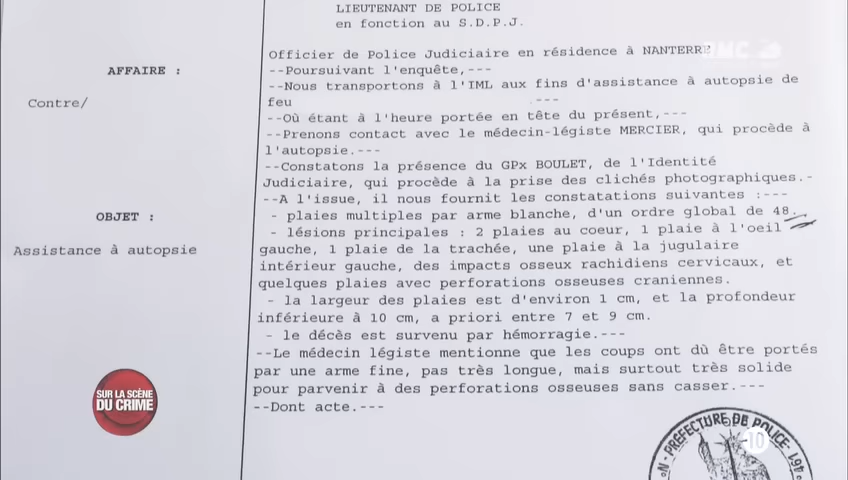 LIEUTENANT DE POLICE
en fonction au S.D.P.J.
Officier de Police Judiciaire en résidence à NANTERRE
RMC
AFFAIRE :
--Poursuivant l'enquête,---
--Nous transportons à l'IML aux fins d'assistance à autopsie de
Contre/
feu ---
--Où étant à l'heure portée en tête du présent,---
--Prenons contact avec le médecin-légiste MERCIER, qui procède à
l'autopsie.---
--Constatons la présence du GPx BOULET, de l'Identité
Judiciaire, qui procède à la prise des clichés photographiques.-
--A l'issue, il nous fournit les constatations suivantes :---
OBJET :
- plaies multiples par arme blanche, d'un ordre global de 48.
- lésions principales : 2 plaies au coeur, 1 plaie à l'oeil
Assistance à autopsie
gauche, 1 plaie de la trachée, une plaie à la jugulaire
intérieur gauche, des impacts osseux rachidiens cervicaux, et
quelques plaies avec perforations osseuses craniennes.
- la largeur des plaies est d'environ 1 cm, et la profondeur
inférieure à 10 cm, a priori entre 7 et 9 cm.
- le décès est survenu par hémorragie.---
--Le médecin légiste mentionne que les coups ont dû être portés
par une arme fine, pas très longue, mais surtout très solide
pour parvenir à des perforations osseuses sans casser.---
--Dont acte.---
SUR LA SCÈNE
DU CRIME
PREFECTURE DE POLICE
10